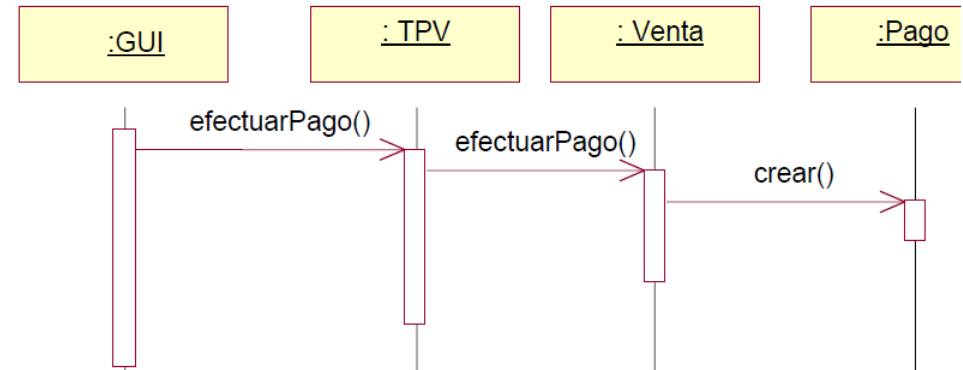 :GUI
: TPV
: Venta
:Pago
efectuarPago()
efectuarPago()
crear()